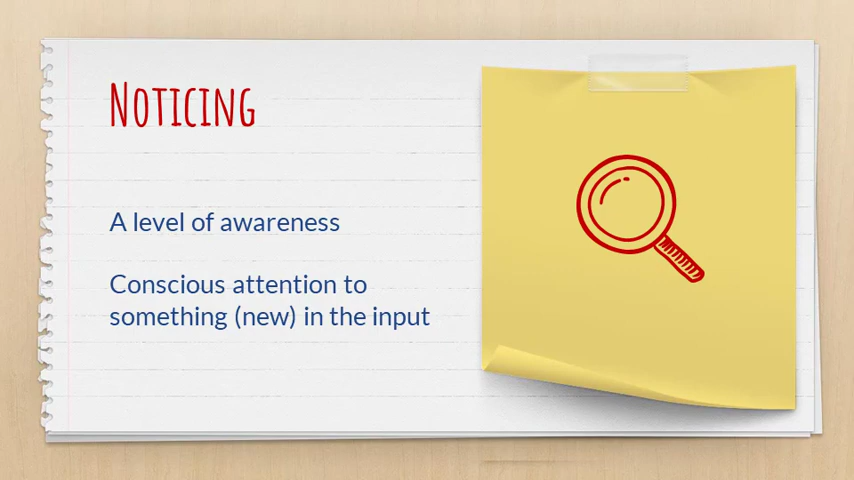 Noticing
A level of awareness
Conscious attention to
something (new) in the input